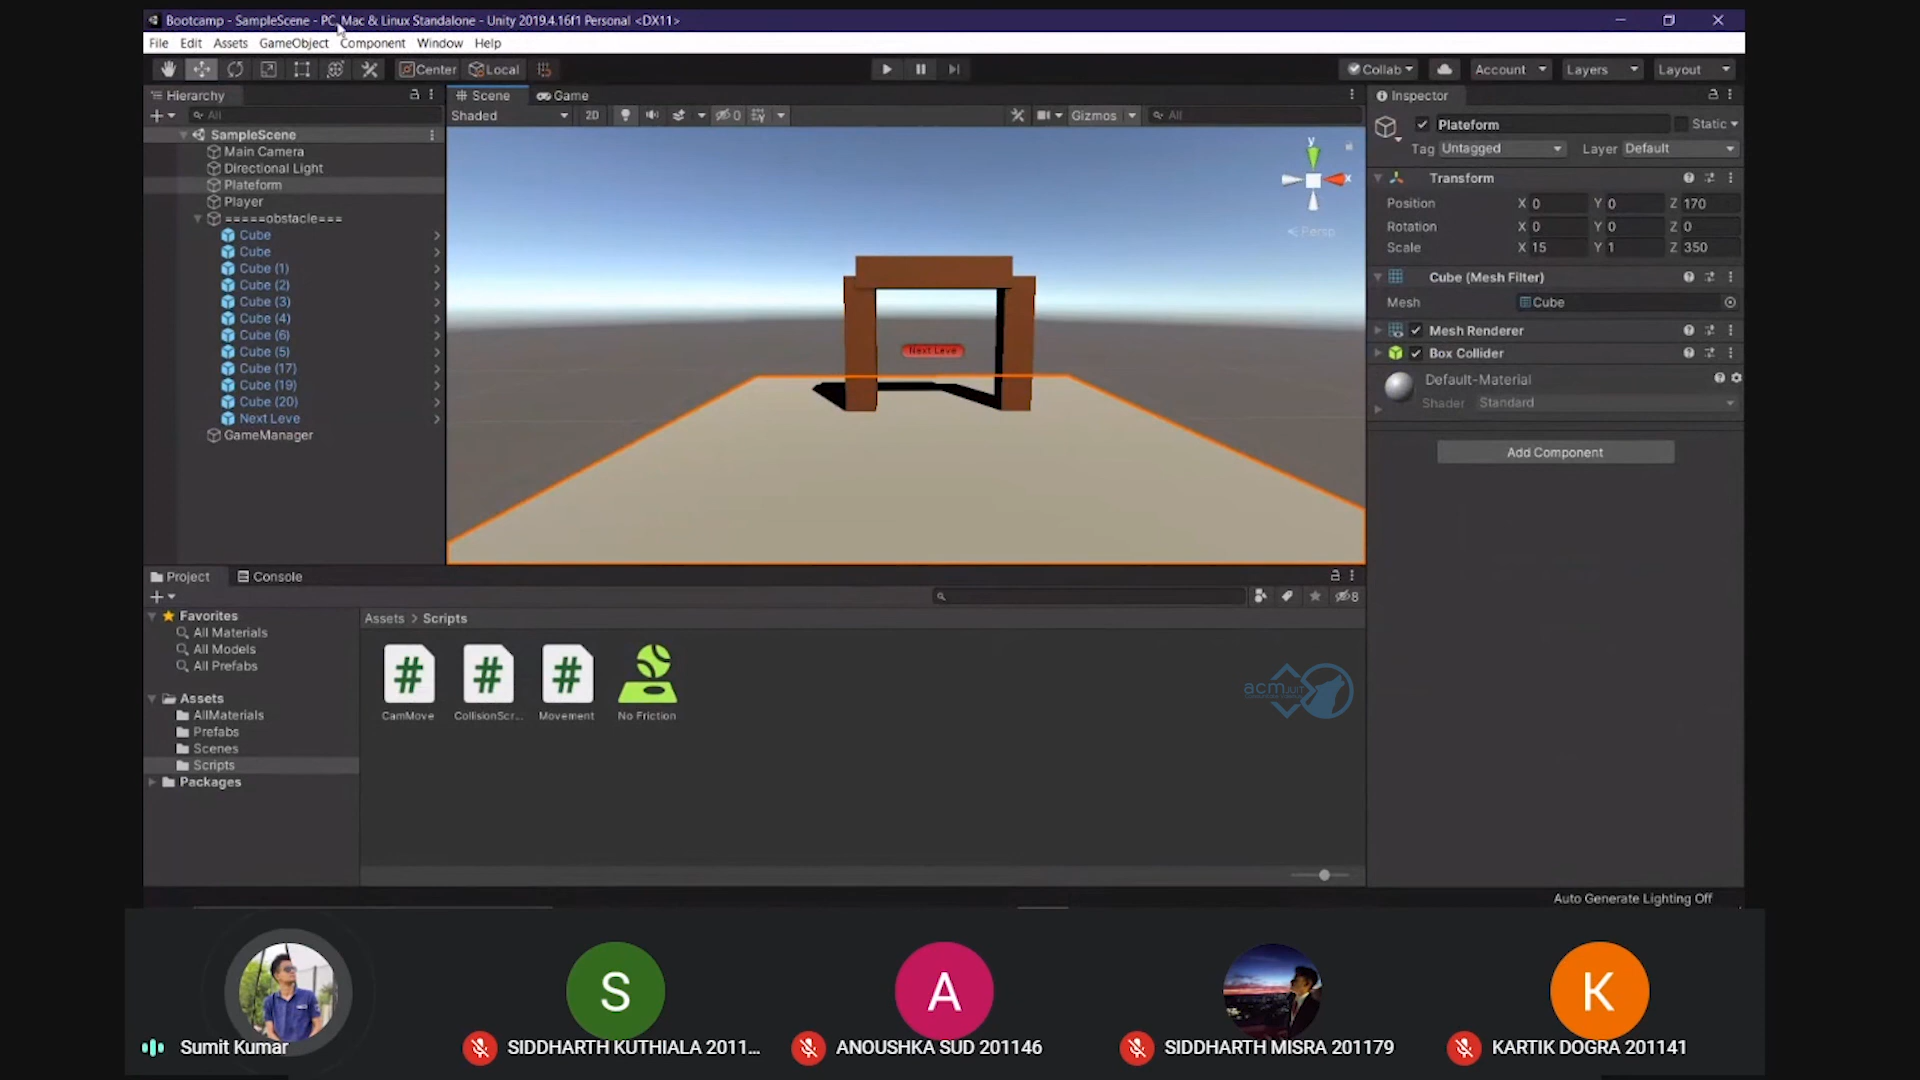 Bootcamp - SampleScene - PC, Mac & Linux Standalone - Unity 2019.4.16f1 Personal <DX11>
File Edit Assets GameObject Component Window Help
Center Local Collab Account Layers Layout
Hierarchy
All
SampleScene
Main Camera
Directional Light
Plateform
Player
=====obstacle===
Cube
Cube
Cube (1)
Cube (2)
Cube (3)
Cube (4)
Cube (6)
Cube (5)
Cube (17)
Cube (19)
Cube (20)
Next Leve
GameManager
Scene Game
Shaded 2D 0 Gizmos All
y
x
Persp
Next Leve
Inspector
Plateform Static
Tag Untagged Layer Default
Transform
Position X 0 Y 0 Z 170
Rotation X 0 Y 0 Z 0
Scale X 15 Y 1 Z 350
Cube (Mesh Filter)
Mesh Cube
Mesh Renderer
Box Collider
Default-Material
Shader Standard
Add Component
Project Console
8
Favorites
All Materials
All Models
All Prefabs
Assets
AllMaterials
Prefabs
Scenes
Scripts
Packages
Assets > Scripts
CamMove CollisionScr... Movement No Friction
acm JUIT
Auto Generate Lighting Off
S A K
Sumit Kumar SIDDHARTH KUTHIALA 2011... ANOUSHKA SUD 201146 SIDDHARTH MISRA 201179 KARTIK DOGRA 201141